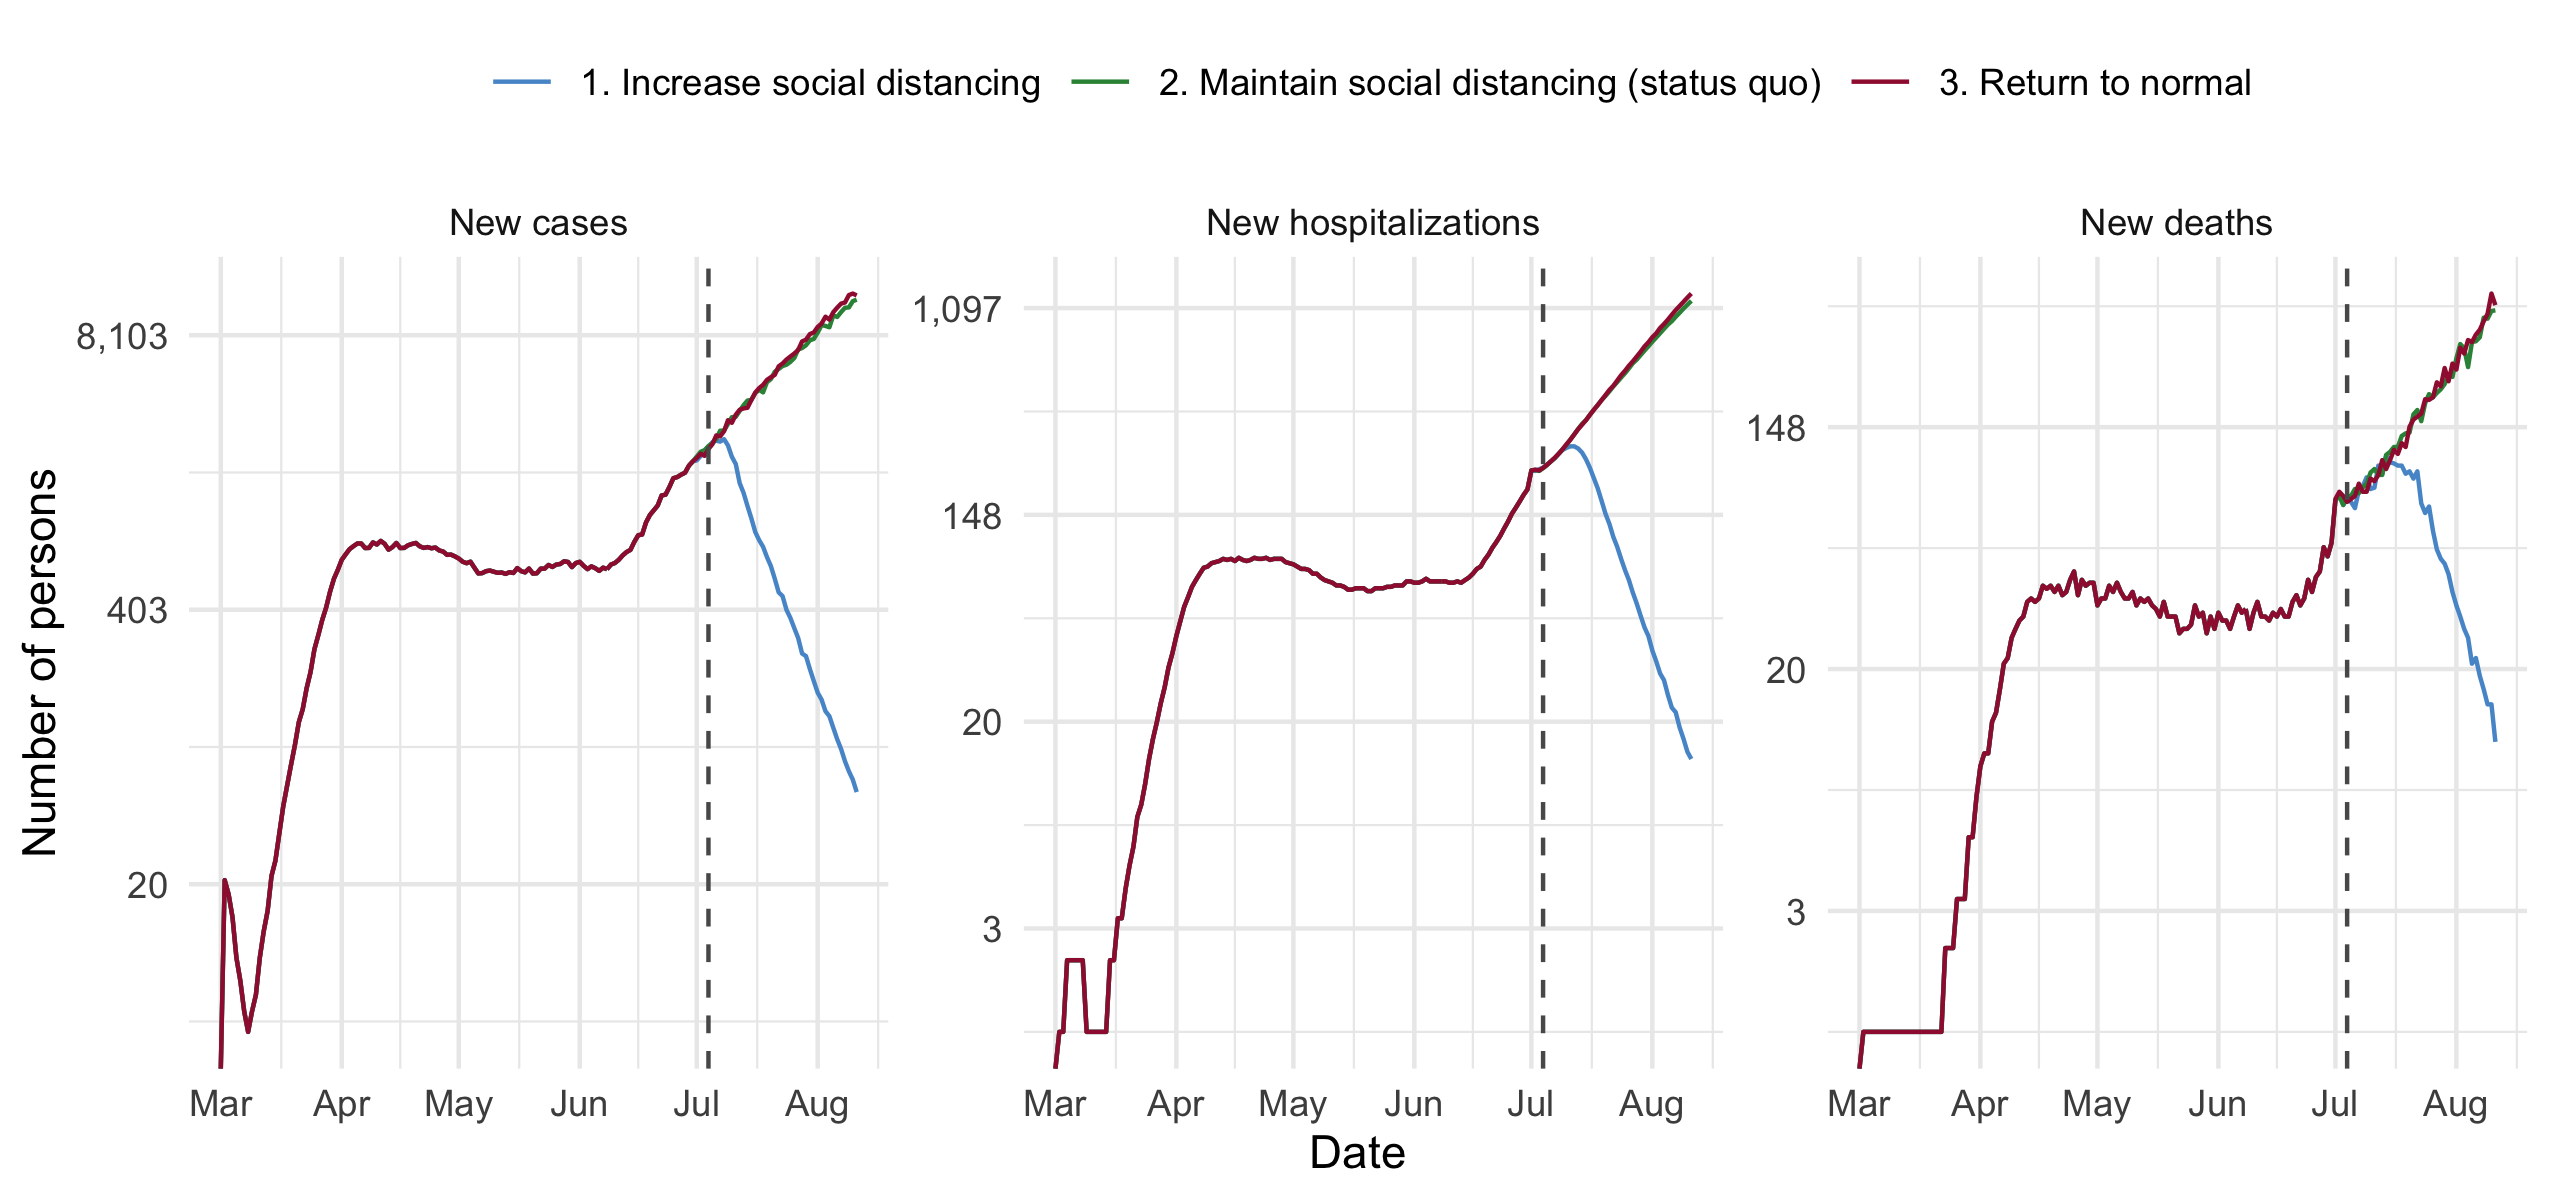 1. Increase social distancing 2. Maintain social distancing (status quo) 3. Return to normal
New cases New hospitalizations New deaths
Number of persons
8,103
403
20
1,097
148
20
3
148
20
3
Mar Apr May Jun Jul Aug Mar Apr May Jun Jul Aug Mar Apr May Jun Jul Aug
Date